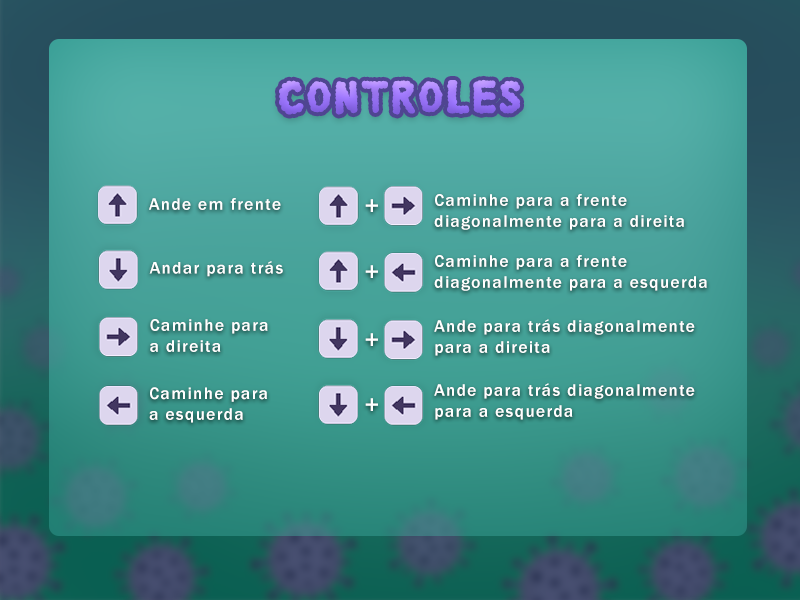 CONTROLES
Ande em frente
Andar para trás
Caminhe para
a direita
Caminhe para
a esquerda
+ Caminhe para a frente
diagonalmente para a direita
+ Caminhe para a frente
diagonalmente para a esquerda
+ Ande para trás diagonalmente
para a direita
+ Ande para trás diagonalmente
para a esquerda